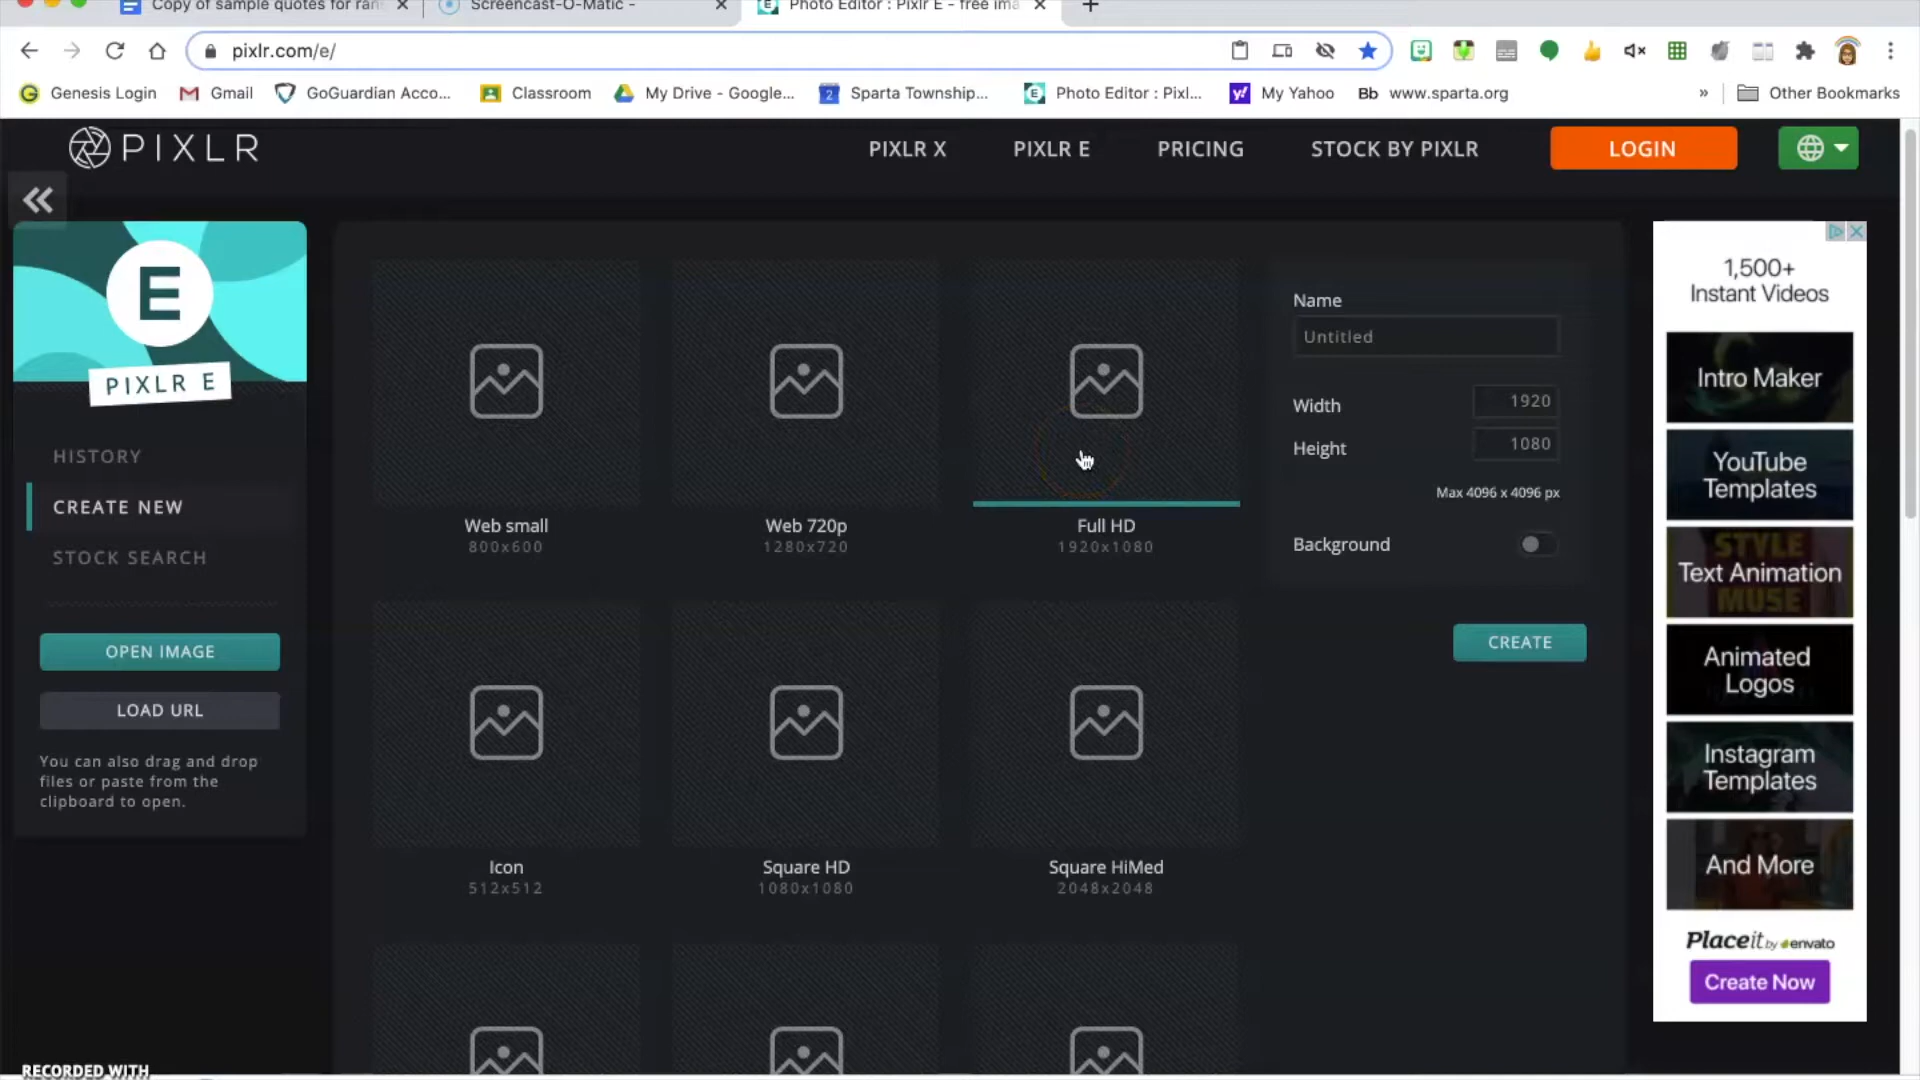 Copy of sample quotes for ran
Screencast-O-Matic -
Photo Editor : Pixlr E - free ima
pixlr.com/e/
Genesis Login
Gmail
GoGuardian Acco...
Classroom
My Drive - Google...
2
Sparta Township...
Photo Editor : Pixl...
y!
My Yahoo
Bb
www.sparta.org
»
Other Bookmarks
PIXLR
PIXLR X
PIXLR E
PRICING
STOCK BY PIXLR
LOGIN
E
PIXLR E
HISTORY
CREATE NEW
STOCK SEARCH
OPEN IMAGE
LOAD URL
You can also drag and drop
files or paste from the
clipboard to open.
Web small
800x600
Web 720p
1280x720
Full HD
1920x1080
Icon
512x512
Square HD
1080x1080
Square HiMed
2048x2048
Name
Untitled
Width
1920
Height
1080
Max 4096 x 4096 px
Background
CREATE
1,500+
Instant Videos
Intro Maker
YouTube
Templates
STYLE
Text Animation
MUSE
Animated
Logos
Instagram
Templates
And More
Placeit by envato
Create Now
RECORDED WITH